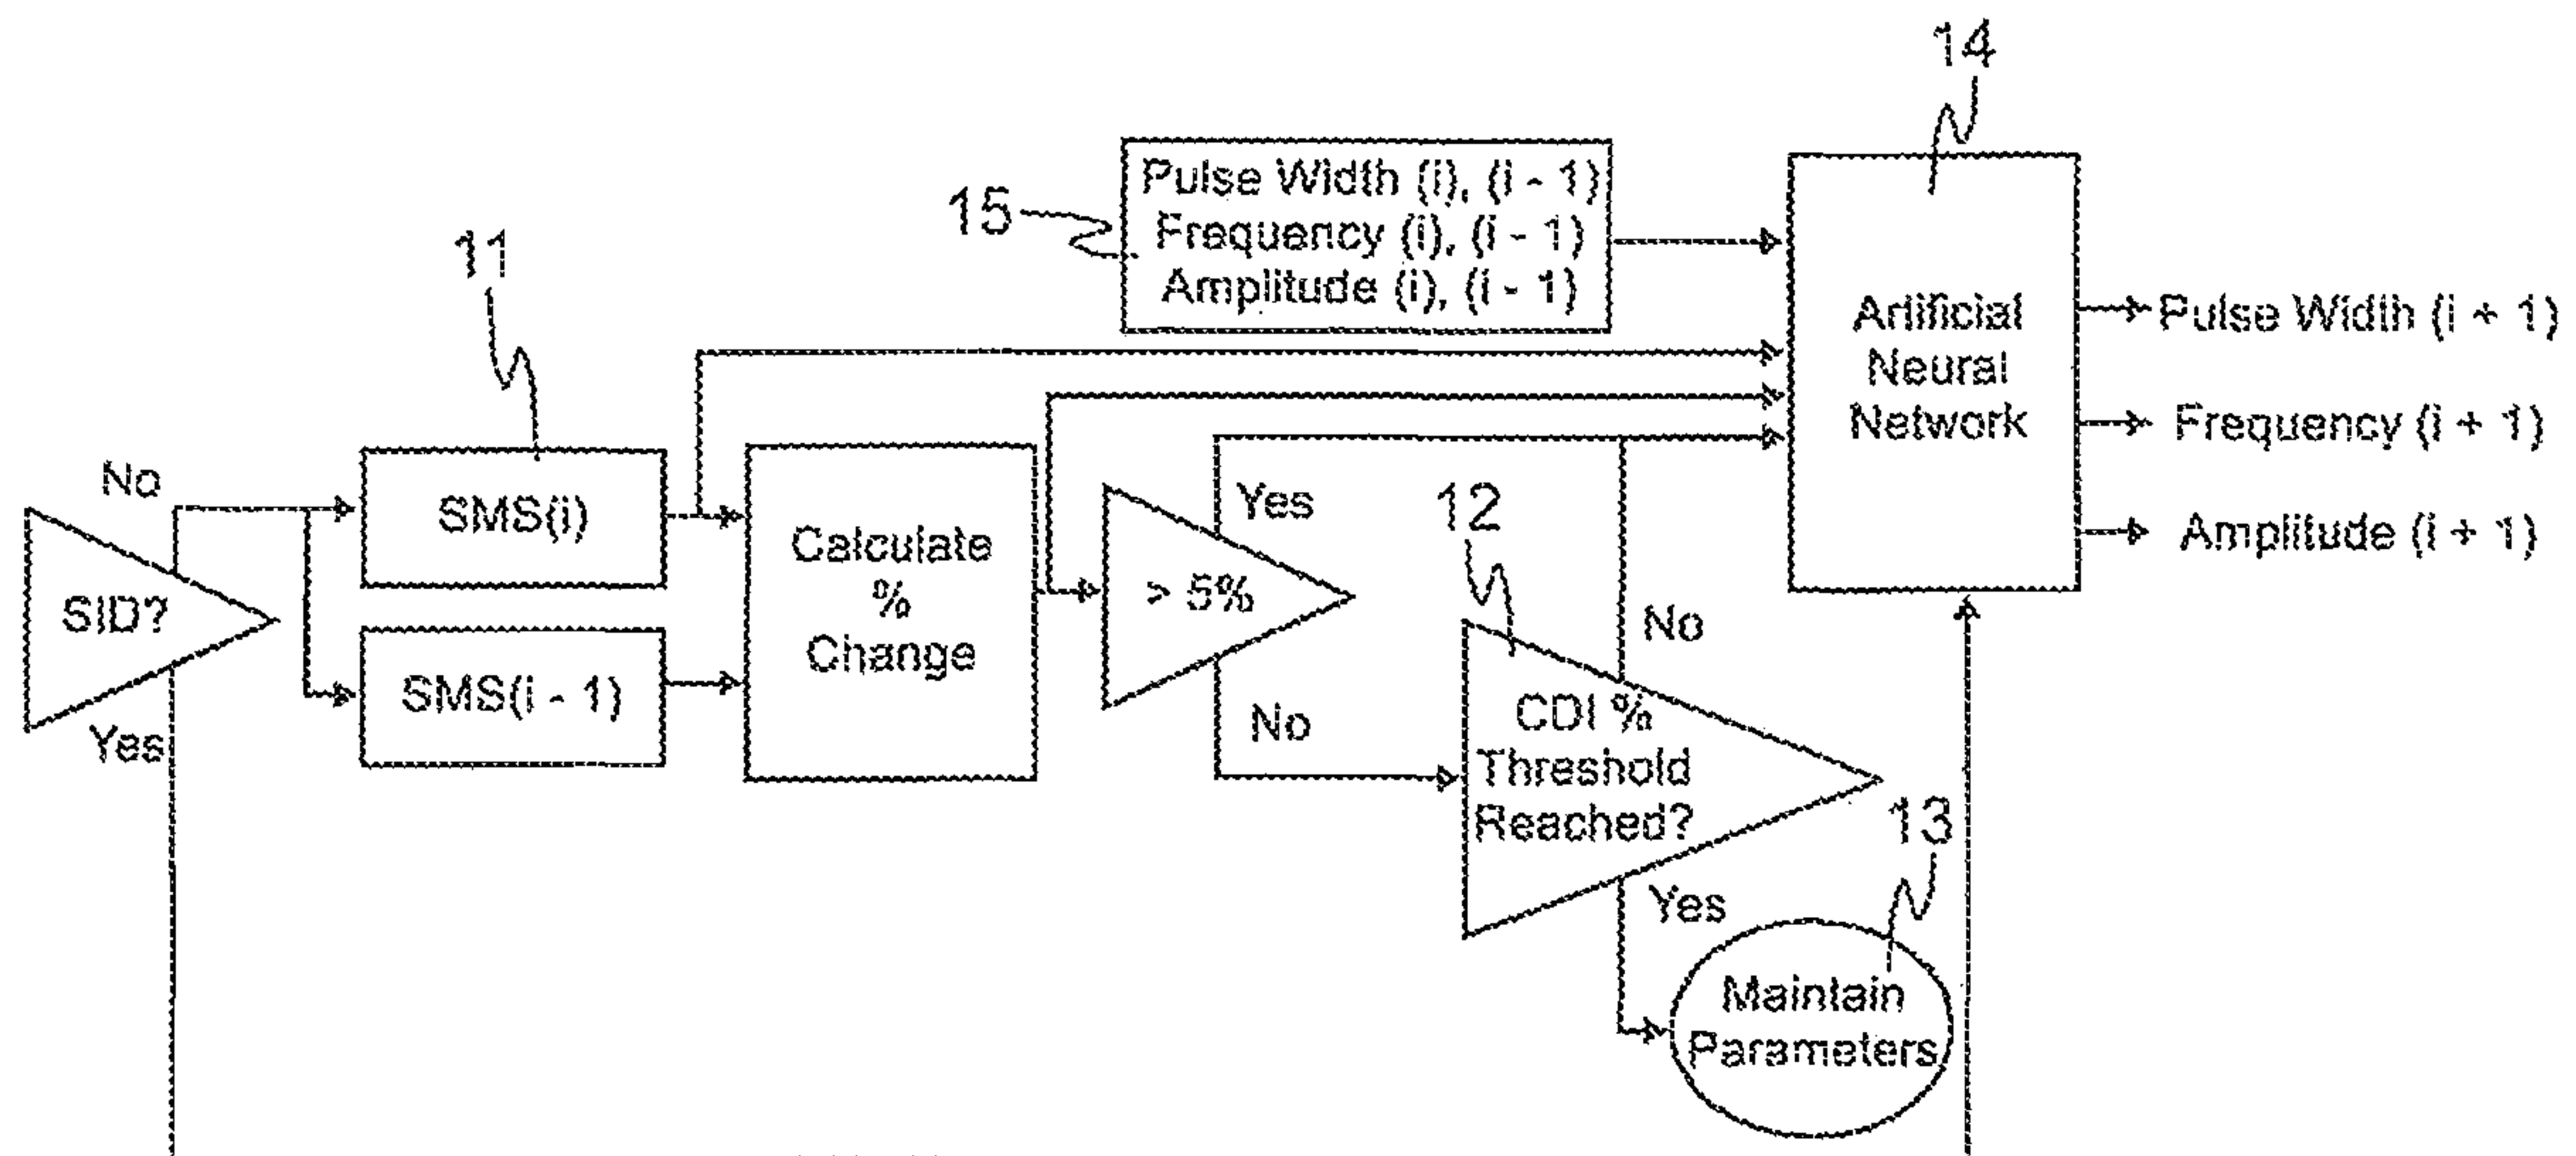 14
15
Pulse Width (i), (i - 1)
Frequency (i), (i - 1)
Amplitude (i), (i - 1)
11
Artificial
Neural
Network
Pulse Width (i + 1)
Frequency (i + 1)
Amplitude (i + 1)
No
SID?
Yes
SMS(i)
SMS(i - 1)
Calculate
%
Change
> 5%
Yes
No
12
CDI %
Threshold
Reached?
No
Yes
13
Maintain
Parameters